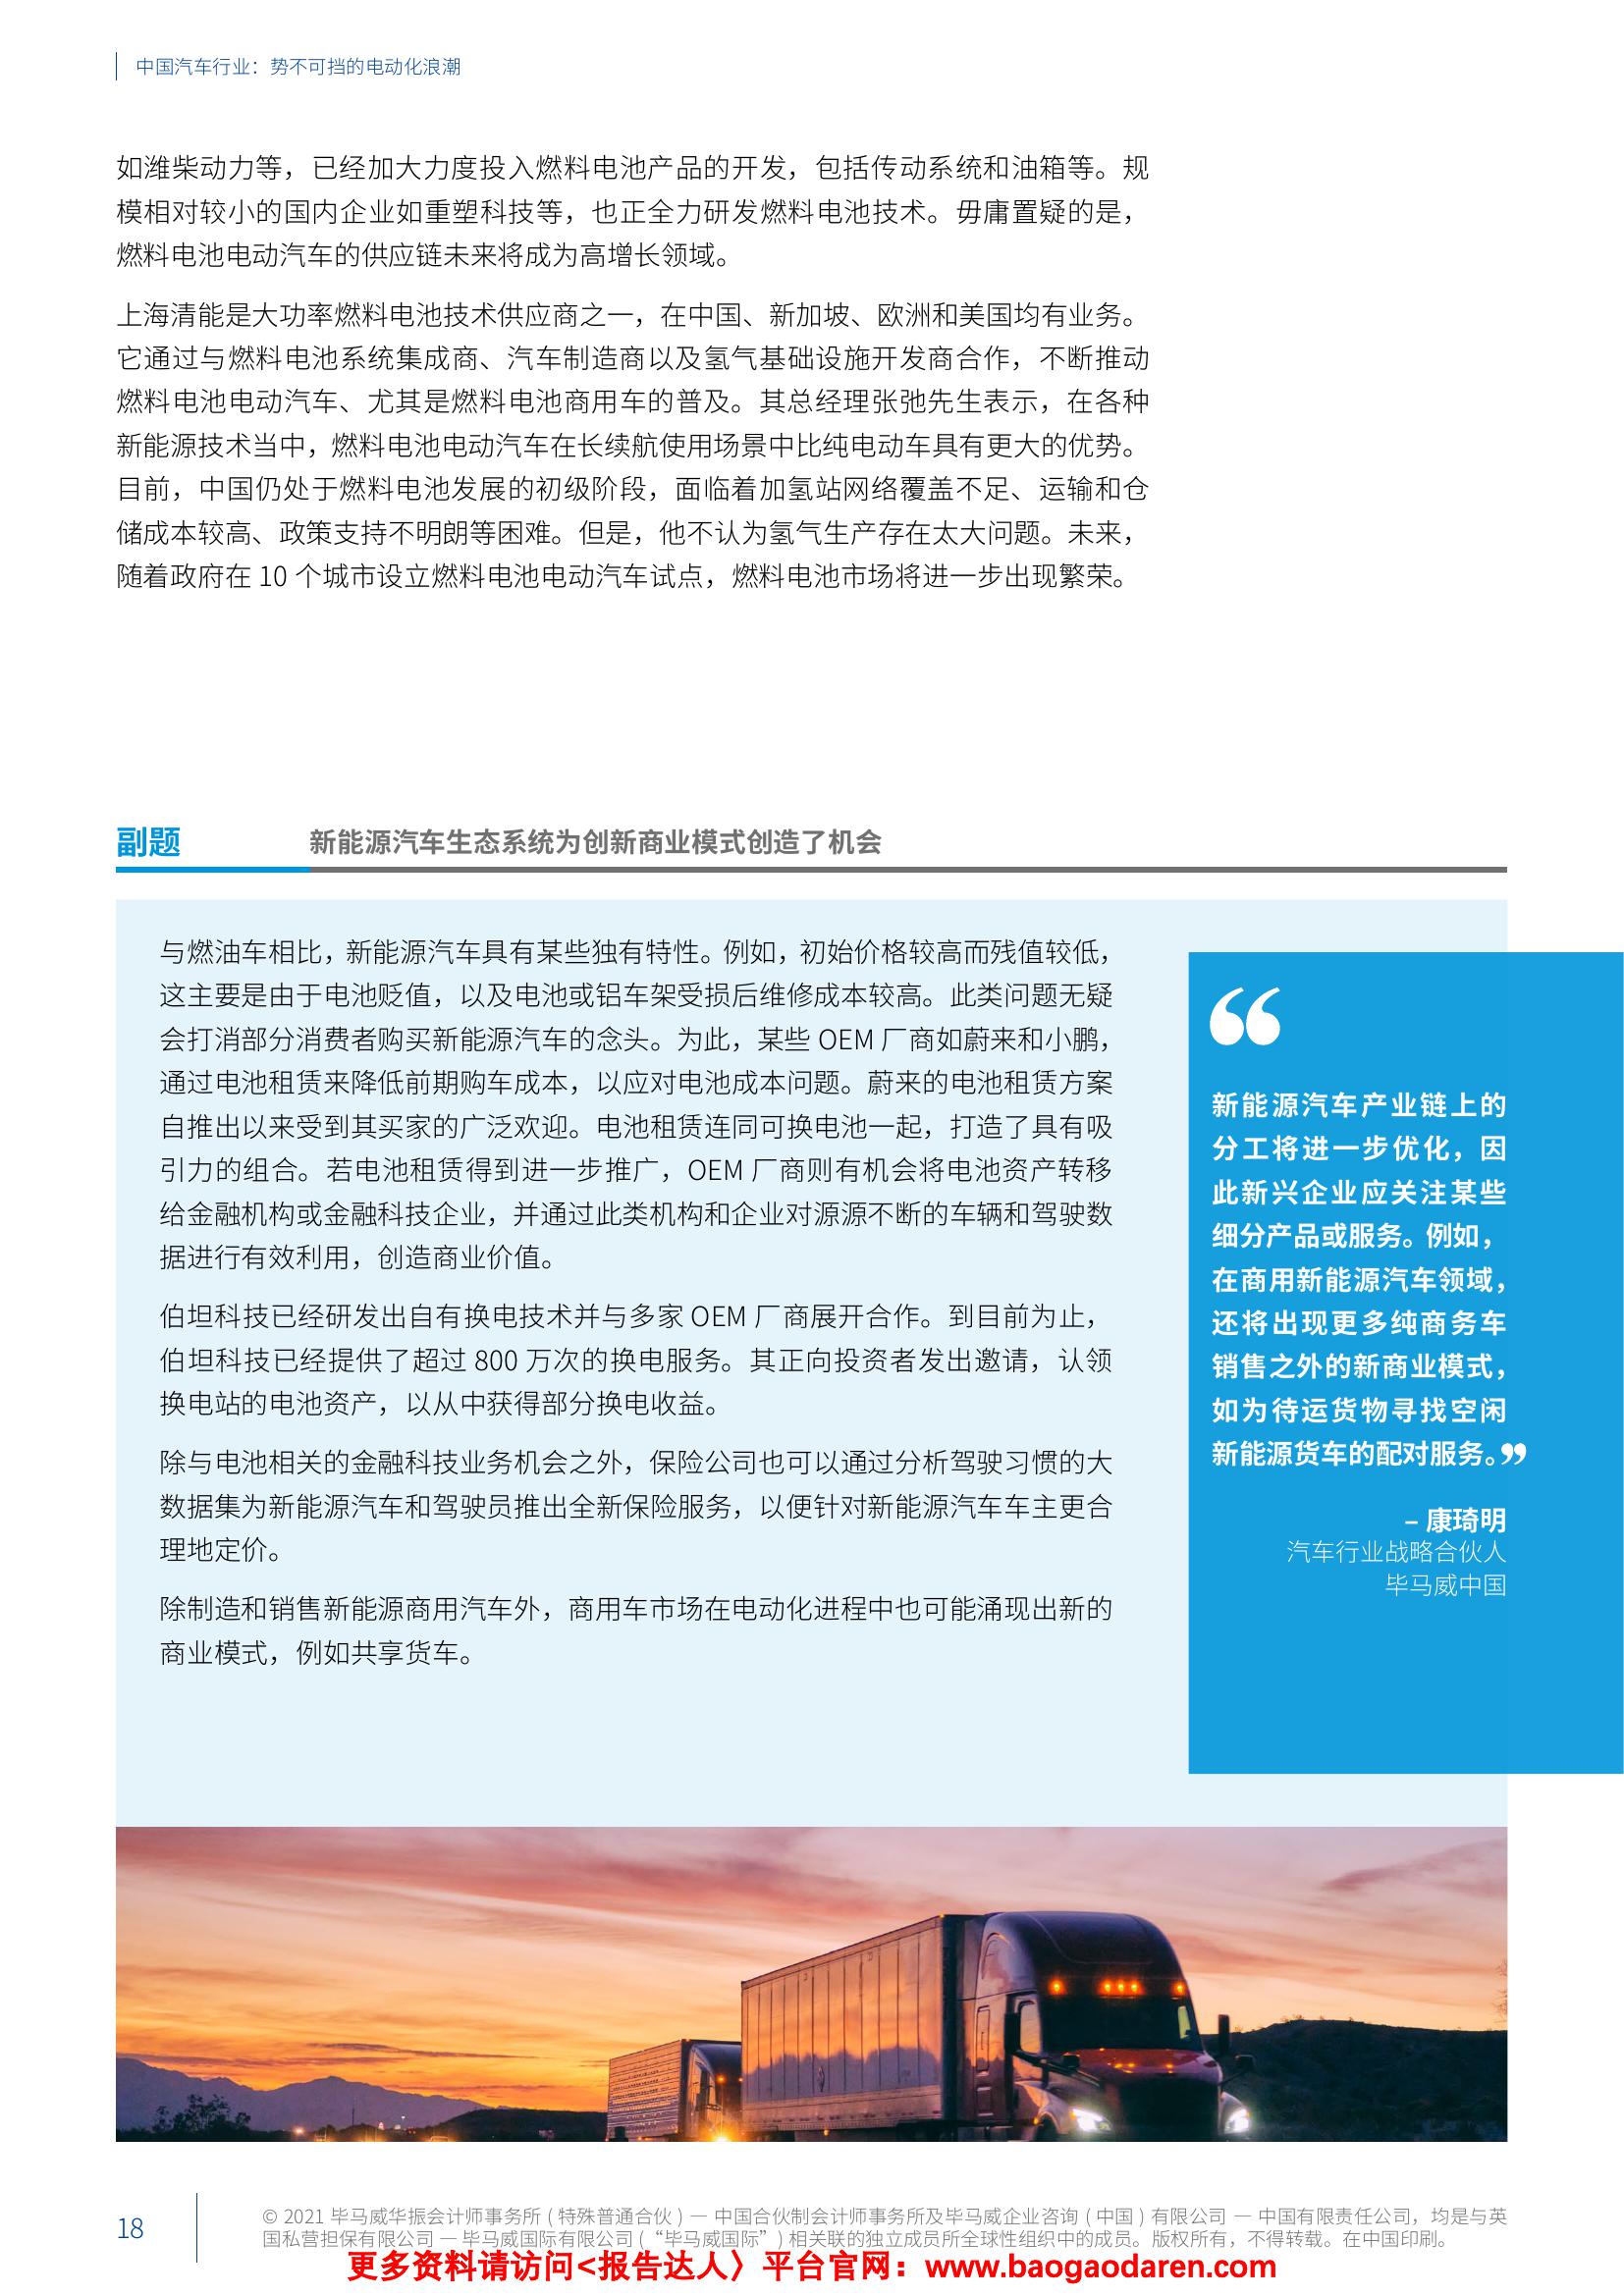 中国汽车行业：势不可挡的电动化浪潮
如潍柴动力等，已经加大力度投入燃料电池产品的开发，包括传动系统和油箱等。规
模相对较小的国内企业如重塑科技等，也正全力研发燃料电池技术。毋庸置疑的是，
燃料电池电动汽车的供应链未来将成为高增长领域。
上海清能是大功率燃料电池技术供应商之一，在中国、新加坡、欧洲和美国均有业务。
它通过与燃料电池系统集成商、汽车制造商以及氢气基础设施开发商合作，不断推动
燃料电池电动汽车、尤其是燃料电池商用车的普及。其总经理张弛先生表示，在各种
新能源技术当中，燃料电池电动汽车在长续航使用场景中比纯电动车具有更大的优势。
目前，中国仍处于燃料电池发展的初级阶段，面临着加氢站网络覆盖不足、运输和仓
储成本较高、政策支持不明朗等困难。但是，他不认为氢气生产存在太大问题。未来，
随着政府在 10 个城市设立燃料电池电动汽车试点，燃料电池市场将进一步出现繁荣。
副题 新能源汽车生态系统为创新商业模式创造了机会
与燃油车相比，新能源汽车具有某些独有特性。例如，初始价格较高而残值较低，
这主要是由于电池贬值，以及电池或铝车架受损后维修成本较高。此类问题无疑
会打消部分消费者购买新能源汽车的念头。为此，某些 OEM 厂商如蔚来和小鹏，
通过电池租赁来降低前期购车成本，以应对电池成本问题。蔚来的电池租赁方案
自推出以来受到其买家的广泛欢迎。电池租赁连同可换电池一起，打造了具有吸
引力的组合。若电池租赁得到进一步推广，OEM 厂商则有机会将电池资产转移
给金融机构或金融科技企业，并通过此类机构和企业对源源不断的车辆和驾驶数
据进行有效利用，创造商业价值。
伯坦科技已经研发出自有换电技术并与多家 OEM 厂商展开合作。到目前为止，
伯坦科技已经提供了超过 800 万次的换电服务。其正向投资者发出邀请，认领
换电站的电池资产，以从中获得部分换电收益。
除与电池相关的金融科技业务机会之外，保险公司也可以通过分析驾驶习惯的大
数据集为新能源汽车和驾驶员推出全新保险服务，以便针对新能源汽车车主更合
理地定价。
除制造和销售新能源商用汽车外，商用车市场在电动化进程中也可能涌现出新的
商业模式，例如共享货车。
“
新能源汽车产业链上的
分工将进一步优化，因
此新兴企业应关注某些
细分产品或服务。例如，
在商用新能源汽车领域，
还将出现更多纯商务车
销售之外的新商业模式，
如为待运货物寻找空闲
新能源货车的配对服务。”
– 康琦明
汽车行业战略合伙人
毕马威中国
18
© 2021 毕马威华振会计师事务所 ( 特殊普通合伙 ) — 中国合伙制会计师事务所及毕马威企业咨询 ( 中国 ) 有限公司 — 中国有限责任公司，均是与英
国私营担保有限公司 — 毕马威国际有限公司 (“毕马威国际”) 相关联的独立成员所全球性组织中的成员。版权所有，不得转载。在中国印刷。
更多资料请访问<报告达人〉平台官网：www.baogaodaren.com